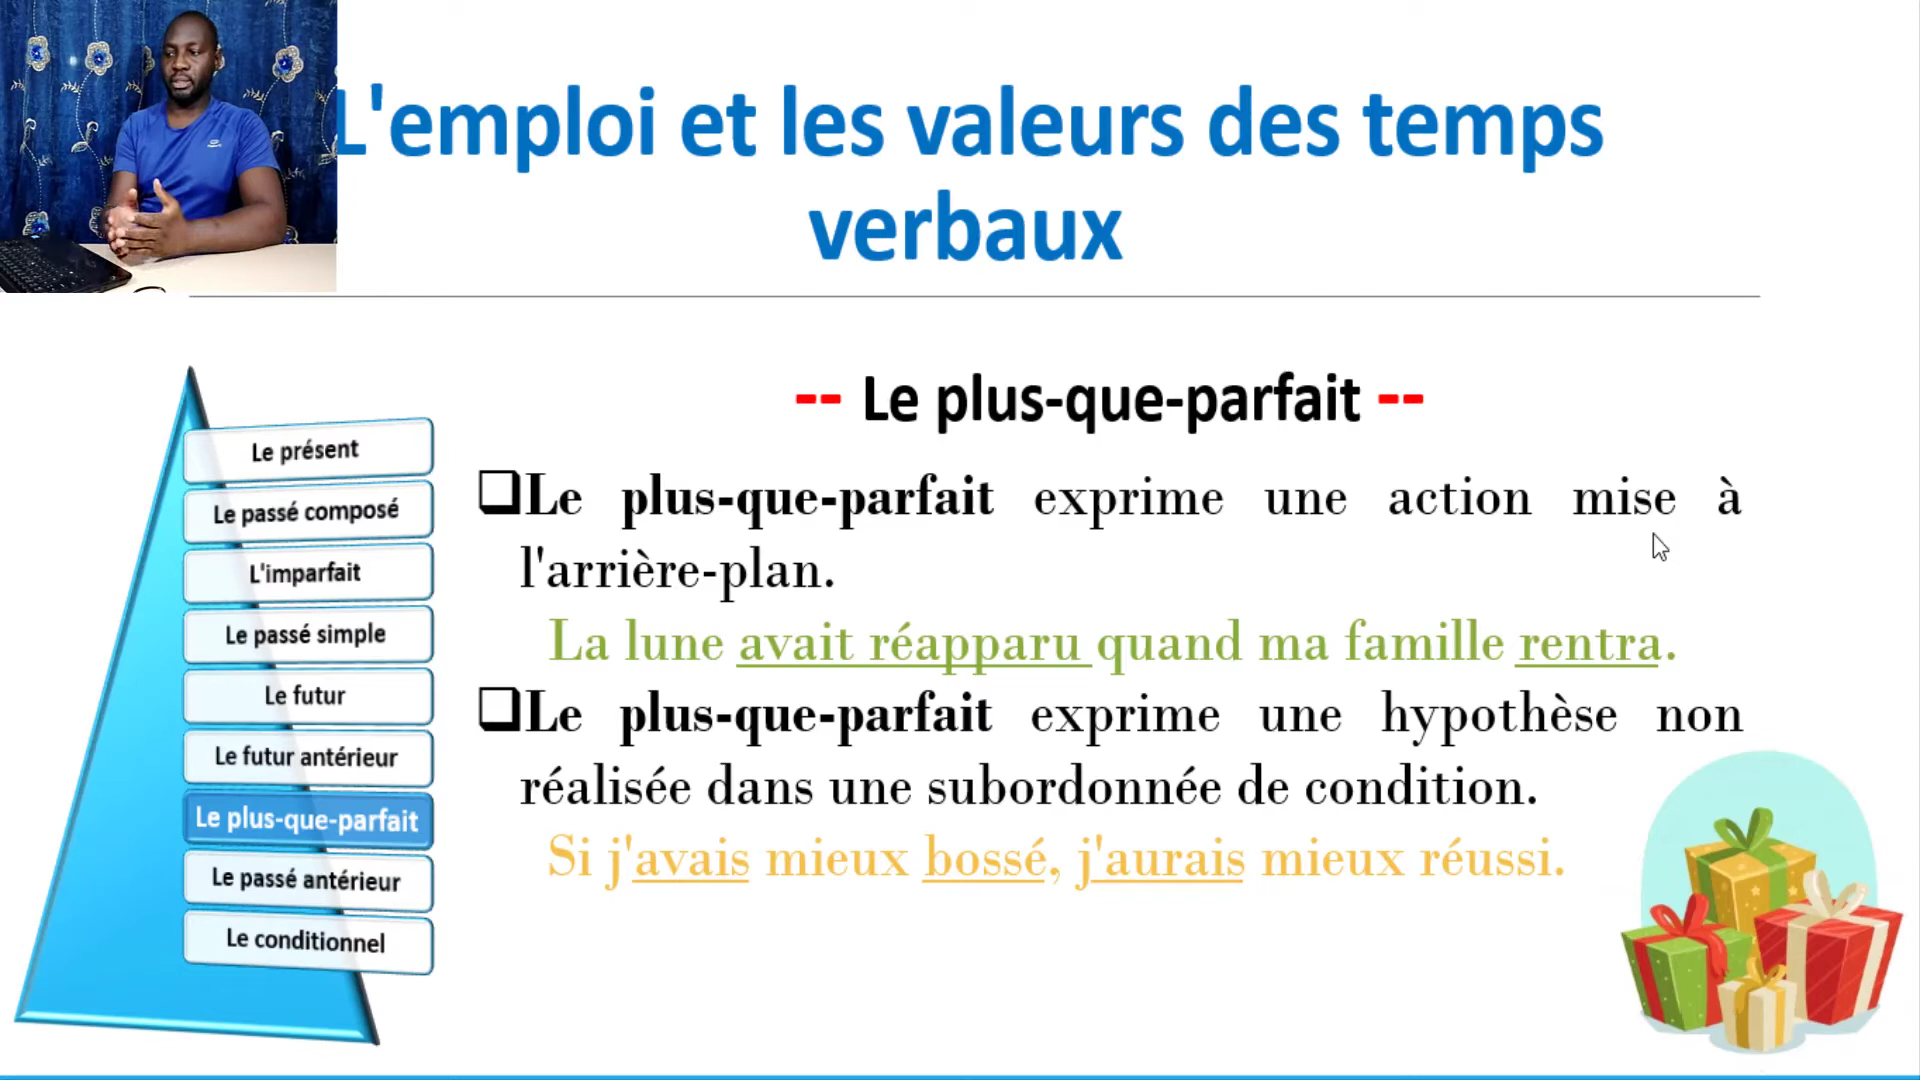 L'emploi et les valeurs des temps
verbaux
Le présent
Le passé composé
L'imparfait
Le passé simple
Le futur
Le futur antérieur
Le plus-que-parfait
Le passé antérieur
Le conditionnel
-- Le plus-que-parfait --
❑Le plus-que-parfait exprime une action mise à
l'arrière-plan.
La lune avait réapparu quand ma famille rentra.
❑Le plus-que-parfait exprime une hypothèse non
réalisée dans une subordonnée de condition.
Si j'avais mieux bossé, j'aurais mieux réussi.